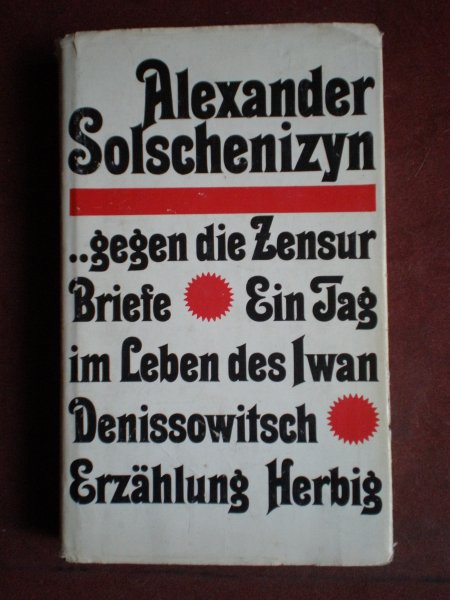 Alexander
Solschenizyn
..gegen die Zensur
Briefe Ein Tag
im Leben des Iwan
Denissowitsch
Erzählung Herbig